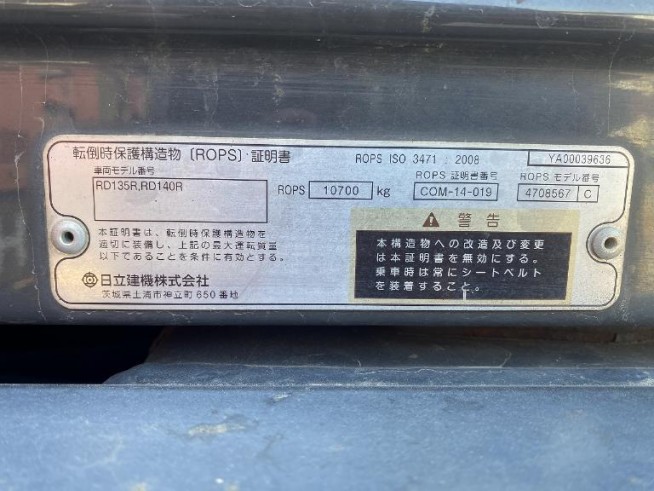 転倒時保護構造物 (ROPS) 証明書
ROPS ISO 3471 2008
YA00039636
車両モデル番号
RD135R,RD140R
ROPS 10700 kg
ROPS 証明書番号
COM-14-019
ROPS モデル番号
4708567 C
本証明書は、転倒時保護構造物を
適切に装備し、上記の最大運転質量
以下であることを条件に有効とする。
日立建機株式会社
茨城県土浦市神立町650番地
警告
本構造物への改造及び変更
は本証明書を無効にする。
乗車時は常にシートベルト
を装着すること。